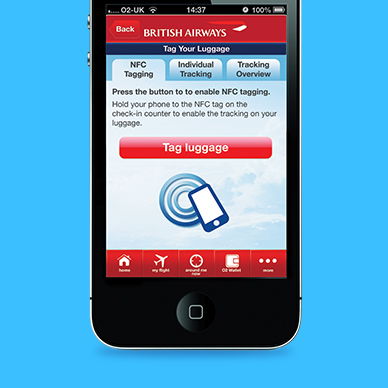 O2-UK 14:37 100%
Back BRITISH AIRWAYS
Tag Your Luggage
NFC Tagging Individual Tracking Tracking Overview
Press the button to to enable NFC tagging.
Hold your phone to the NFC tag on the
check-in counter to enable the tracking on your
luggage.
Tag luggage
home my flight around me now O2 Wallet more